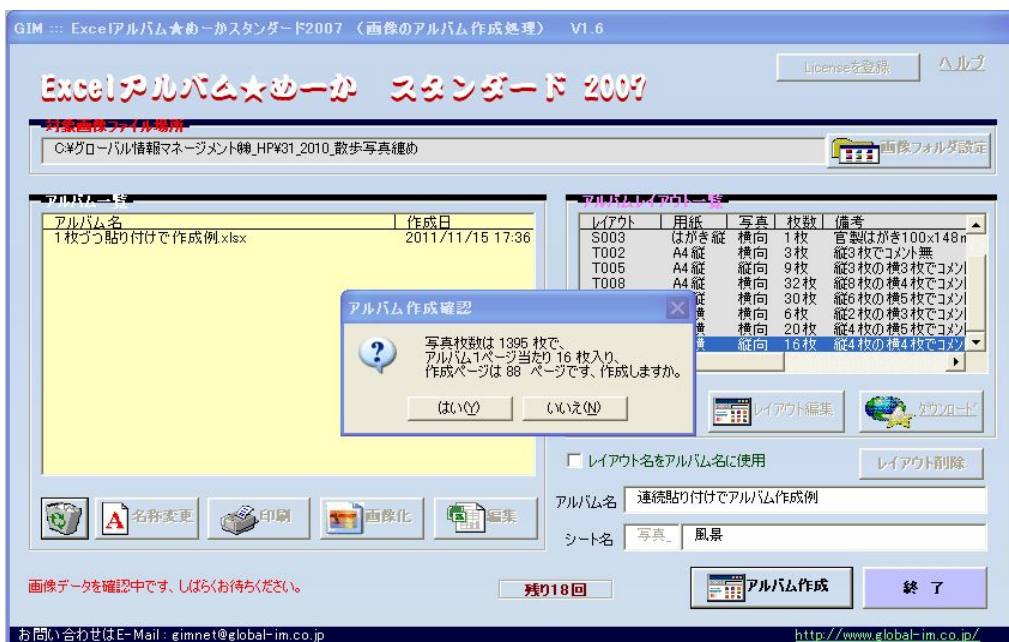 GIM ::: Excelアルバム★めーかスタンダード2007 （画像のアルバム作成処理） V1.6
Excelアルバム★めーか スタンダード 2007
Licenseを登録
ヘルプ
対象画像ファイル場所
C:¥グローバル情報マネージメント㈱_HP¥31_2010_散歩写真纏め
画像フォルダ設定
アルバム一覧
アルバム名 作成日
1枚づつ貼り付けで作成例.xlsx 2011/11/15 17:36
アルバムレイアウト一覧
レイアウト 用紙 写真 枚数 備考
S003 はがき縦 横向 1枚 官製はがき100x148m
T002 A4縦 横向 3枚 縦3枚でコメント無
T005 A4縦 縦向 9枚 縦3枚の横3枚でコメン
T008 A4縦 横向 32枚 縦8枚の横4枚でコメン
縦 横向 30枚 縦6枚の横5枚でコメン
横 横向 6枚 縦2枚の横3枚でコメン
横 横向 20枚 縦4枚の横5枚でコメン
横 縦向 16枚 縦4枚の横4枚でコメン
アルバム作成確認
写真枚数は 1395 枚で、
アルバム1ページ当たり 16 枚入り、
作成ページは 88 ページです、作成しますか。
はい(Y)
いいえ(N)
レイアウト編集
ダウンロード
レイアウト名をアルバム名に使用
レイアウト削除
アルバム名 連続貼り付けでアルバム作成例
シート名 写真_ 風景
名称変更
印刷
画像化
編集
画像データを確認中です、しばらくお待ちください。
残り18回
アルバム作成
終 了
お問い合わせはE-Mail : gimnet@global-im.co.jp
http://www.global-im.co.jp/